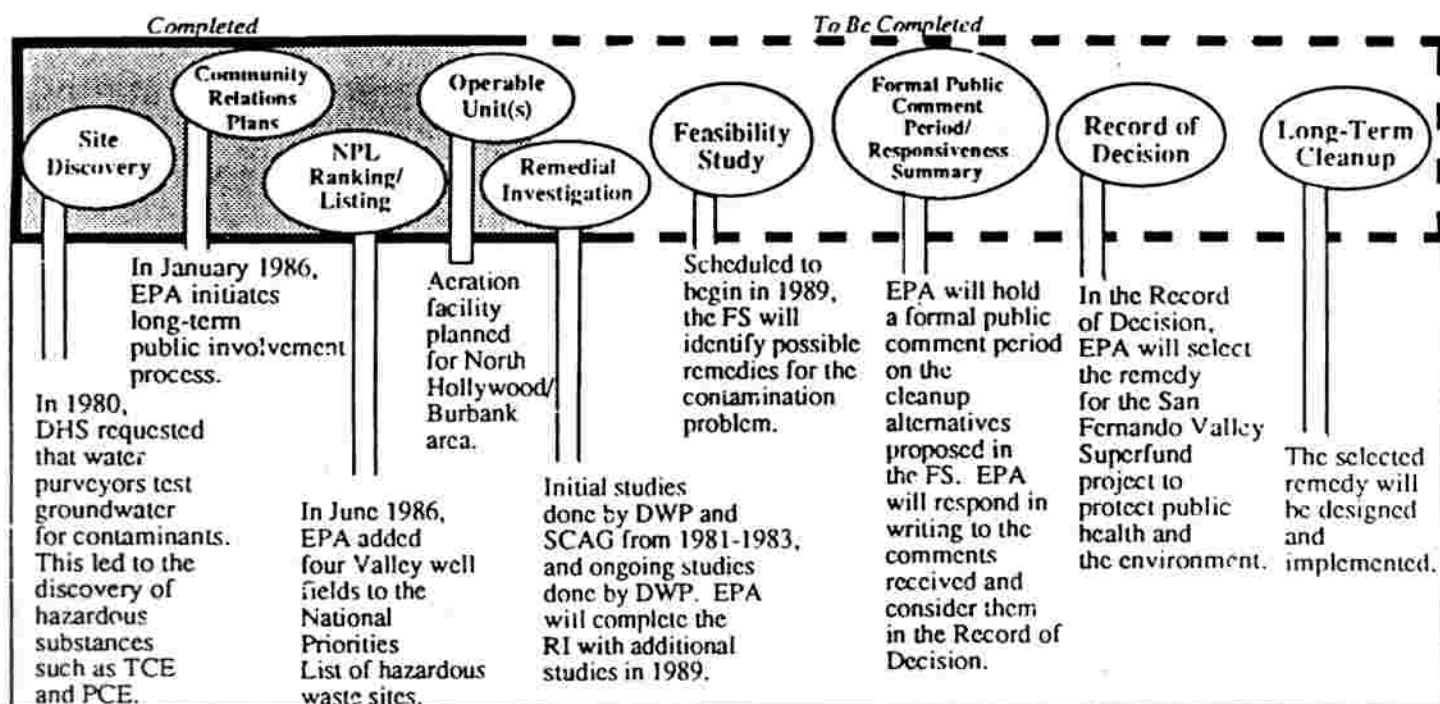 Completed
To Be Completed
Site
Discovery
Community
Relations
Plans
NPL
Ranking/
Listing
Operable
Unit(s)
Remedial
Investigation
Feasibility
Study
Formal Public
Comment
Period/
Responsiveness
Summary
Record of
Decision
Long-Term
Cleanup
In 1980,
DHS requested
that water
purveyors test
groundwater
for contaminants.
This led to the
discovery of
hazardous
substances
such as TCE
and PCE.
In January 1986,
EPA initiates
long-term
public involvement
process.
In June 1986,
EPA added
four Valley well
fields to the
National
Priorities
List of hazardous
waste sites.
Aeration
facility
planned
for North
Hollywood/
Burbank
area.
Initial studies
done by DWP and
SCAG from 1981-1983,
and ongoing studies
done by DWP. EPA
will complete the
RI with additional
studies in 1989.
Scheduled to
begin in 1989,
the FS will
identify possible
remedies for the
contamination
problem.
EPA will hold
a formal public
comment period
on the
cleanup
alternatives
proposed in
the FS. EPA
will respond in
writing to the
comments
received and
consider them
in the Record of
Decision.
In the Record
of Decision,
EPA will select
the remedy
for the San
Fernando Valley
Superfund
project to
protect public
health and
the environment.
The selected
remedy will
be designed
and
implemented.